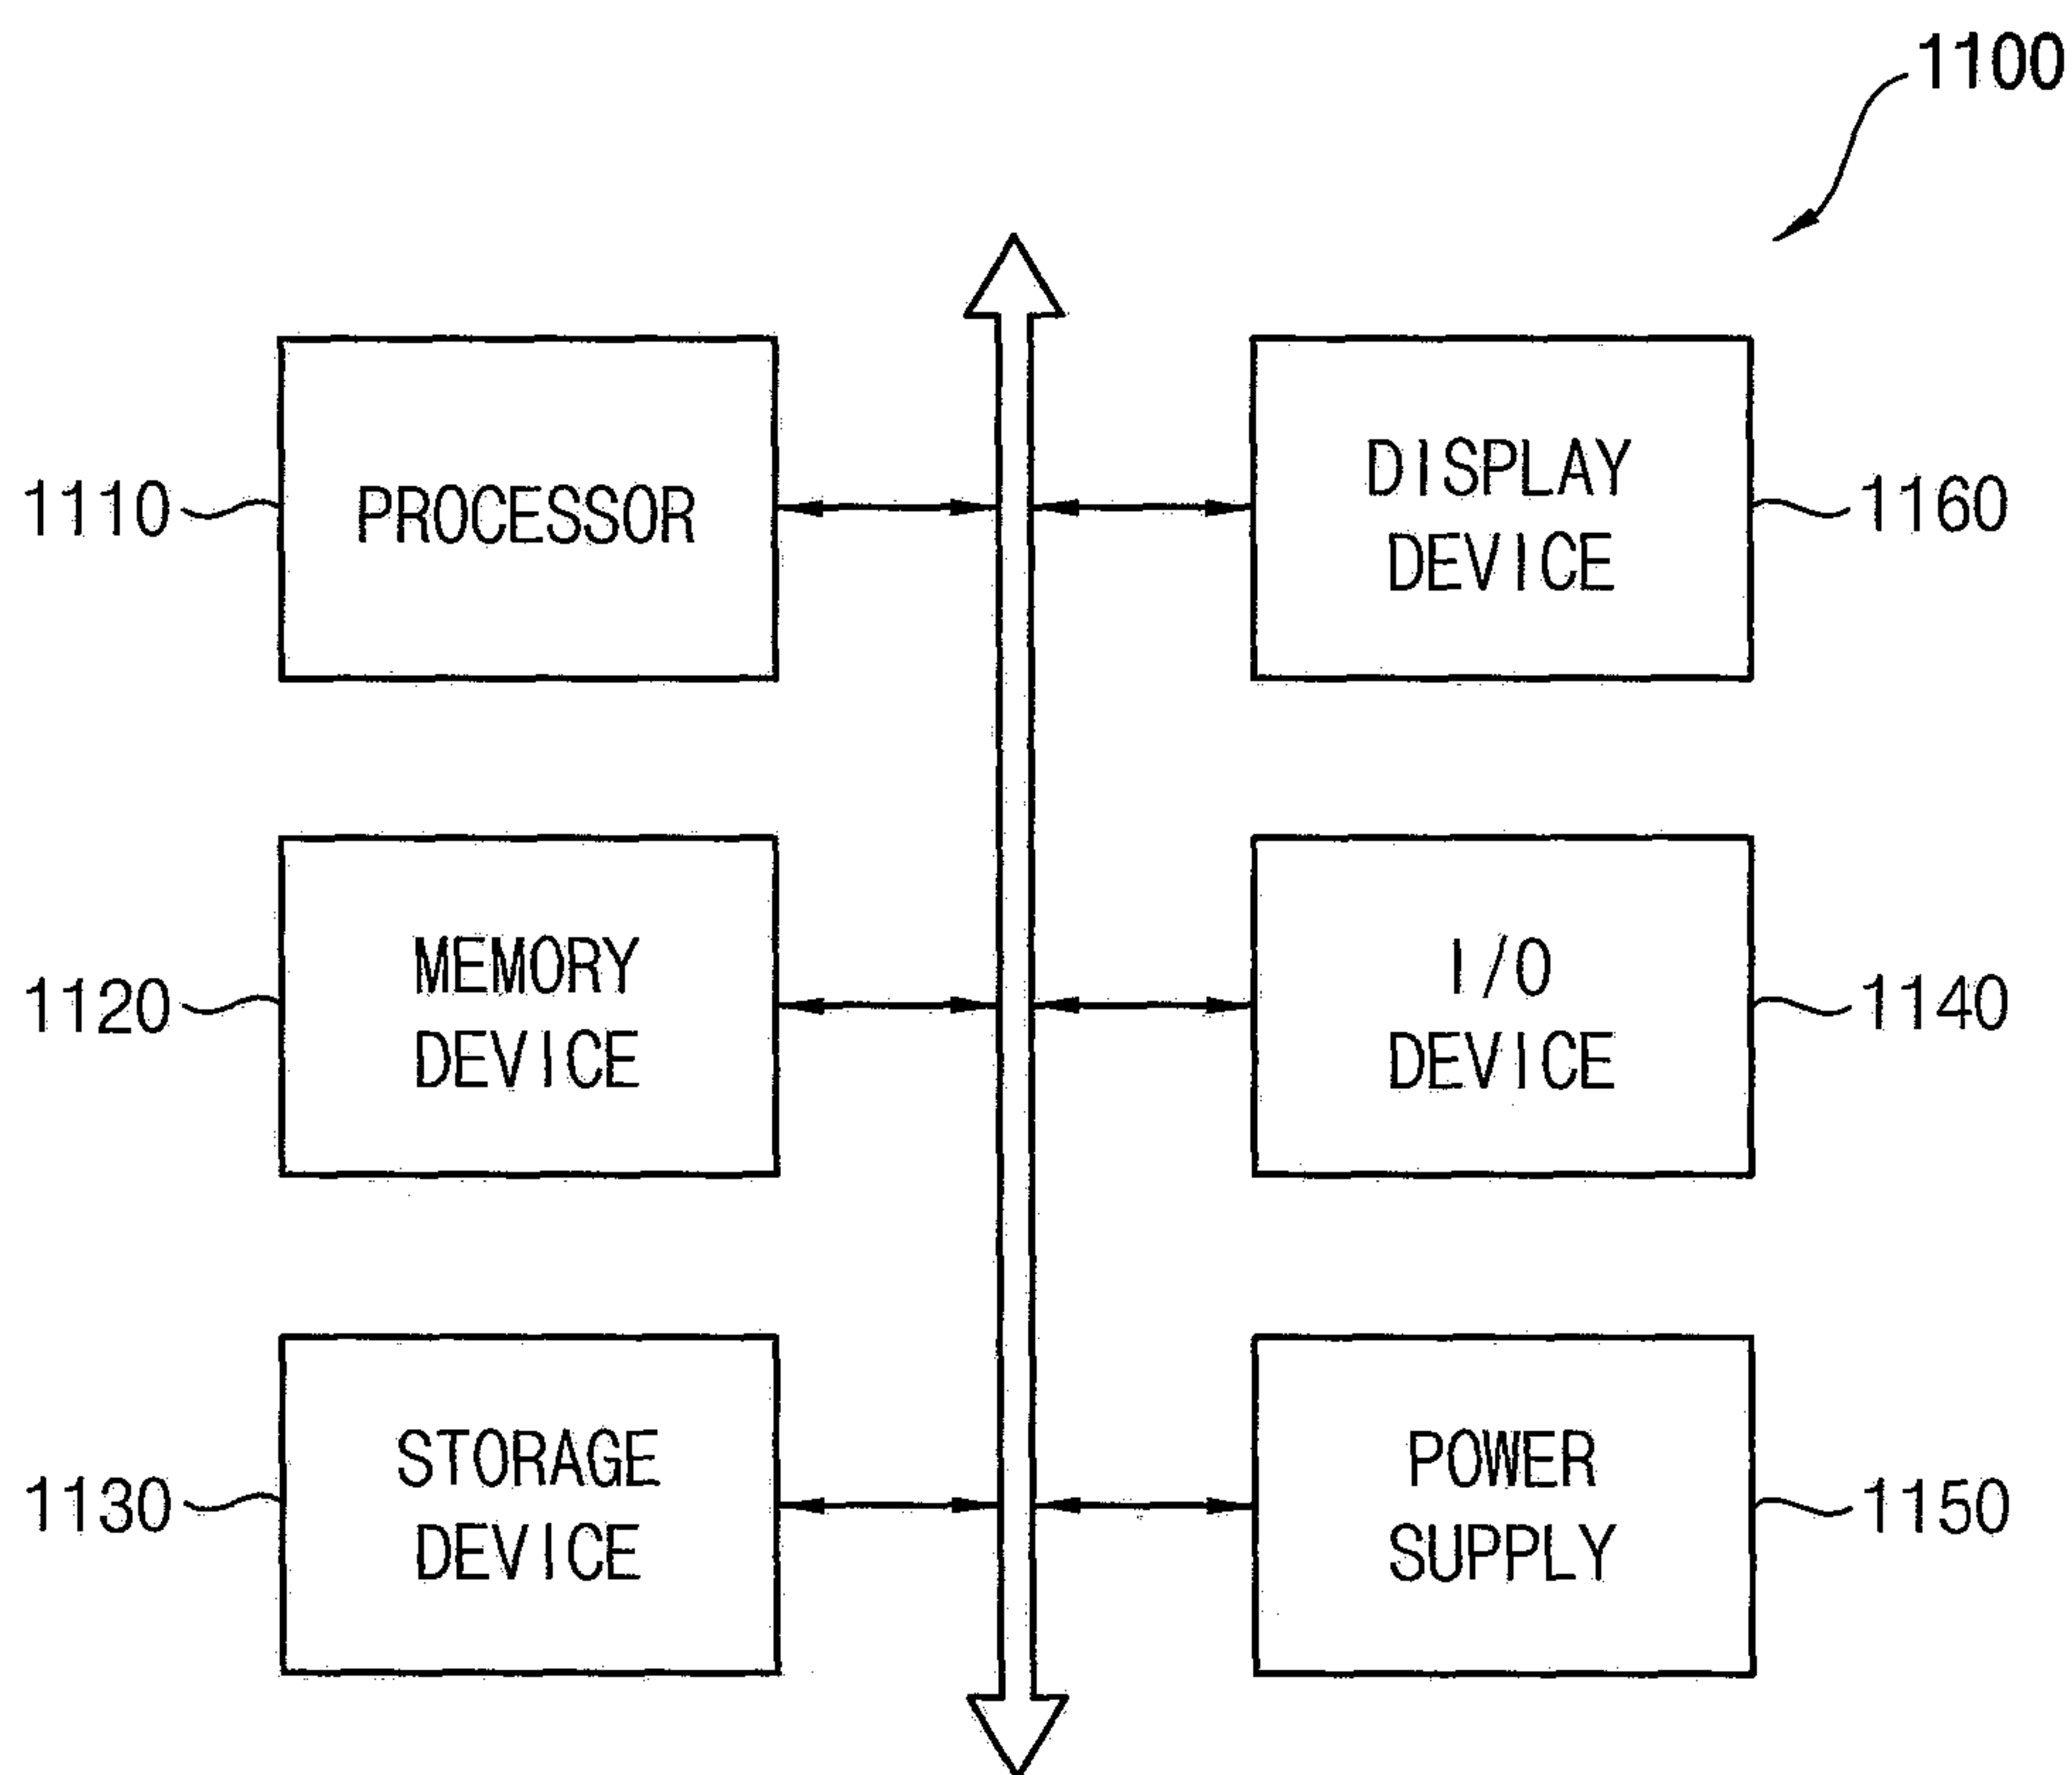 1100
1110
PROCESSOR
DISPLAY
DEVICE
1160
1120
MEMORY
DEVICE
I/O
DEVICE
1140
1130
STORAGE
DEVICE
POWER
SUPPLY
1150